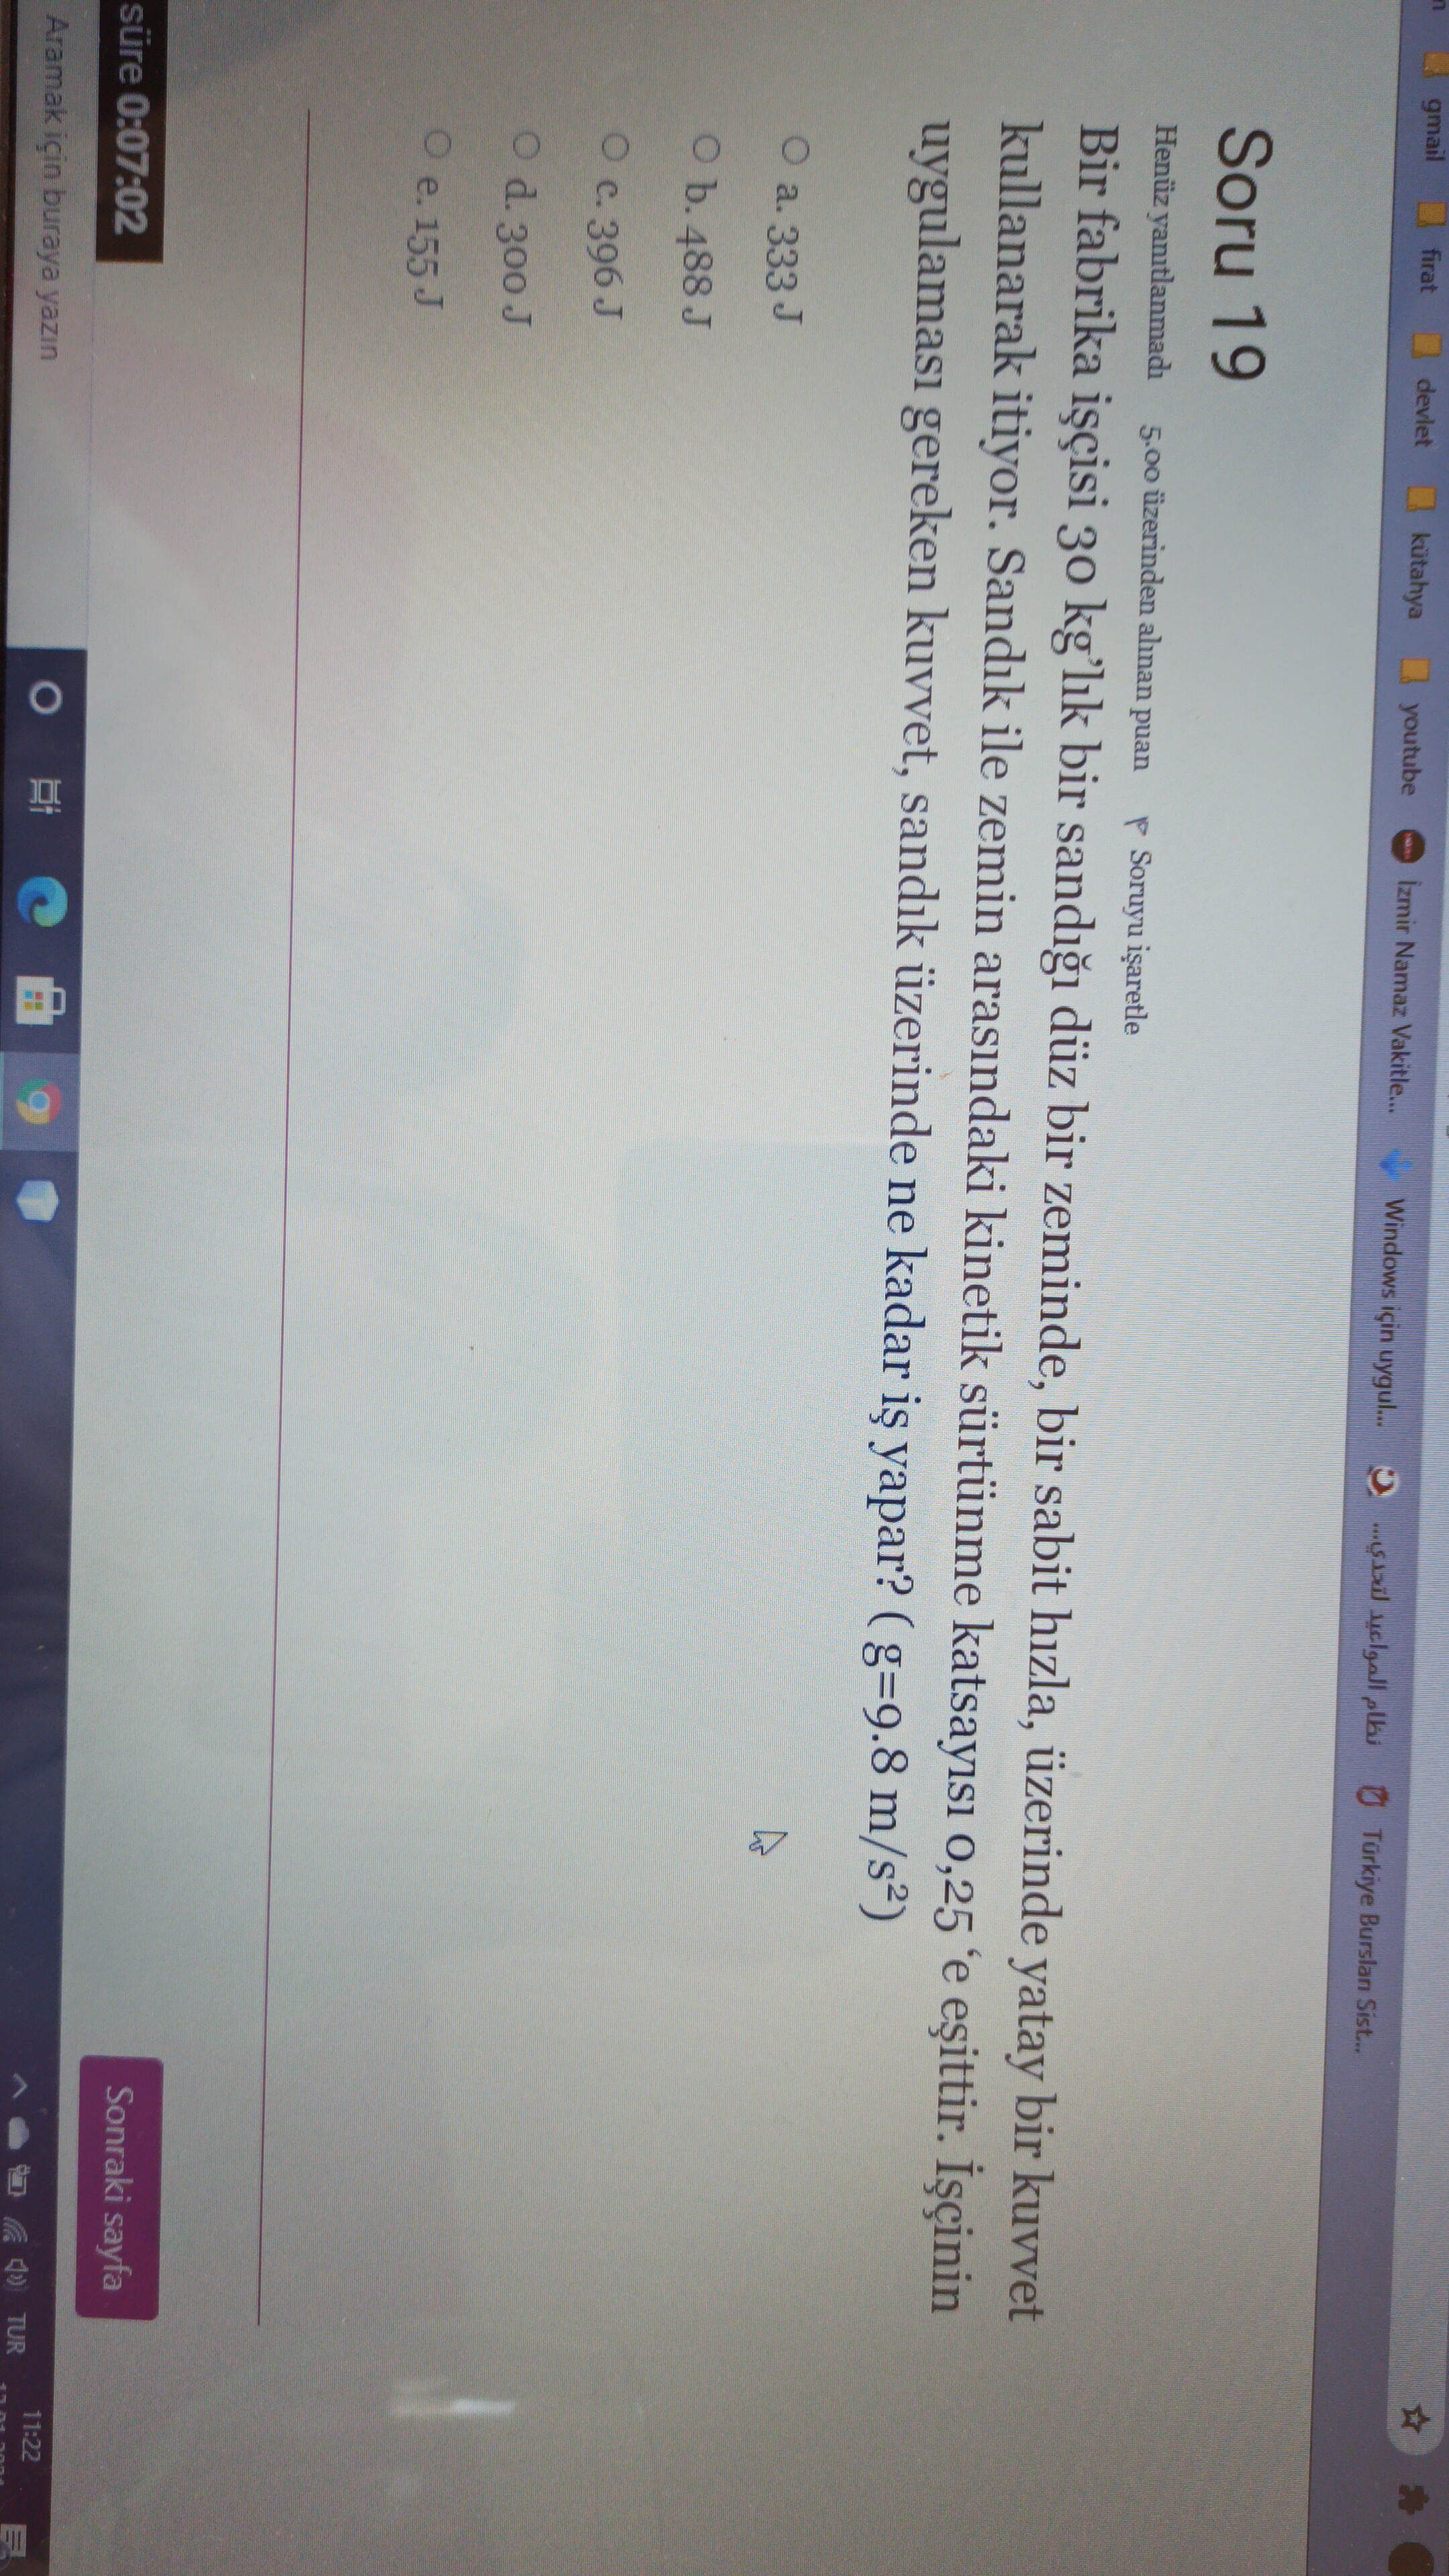 gmail fırat devlet kütahya youtube İzmir Namaz Vakitle... Windows için uygul... نظام المواعيد لتحدي... Türkiye Bursları Sist...
Soru 19
Henüz yanıtlanmadı 5,00 üzerinden alınan puan Soruyu işaretle
Bir fabrika işçisi 30 kg’lık bir sandığı düz bir zeminde, bir sabit hızla, üzerinde yatay bir kuvvet
kullanarak itiyor. Sandık ile zemin arasındaki kinetik sürtünme katsayısı 0,25 ‘e eşittir. İşçinin
uygulaması gereken kuvvet, sandık üzerinde ne kadar iş yapar? ( g=9.8 m/s²)
a. 333 J
b. 488 J
c. 396 J
d. 300 J
e. 155 J
süre 0:07:02
Sonraki sayfa
Aramak için buraya yazın
TUR
11:22